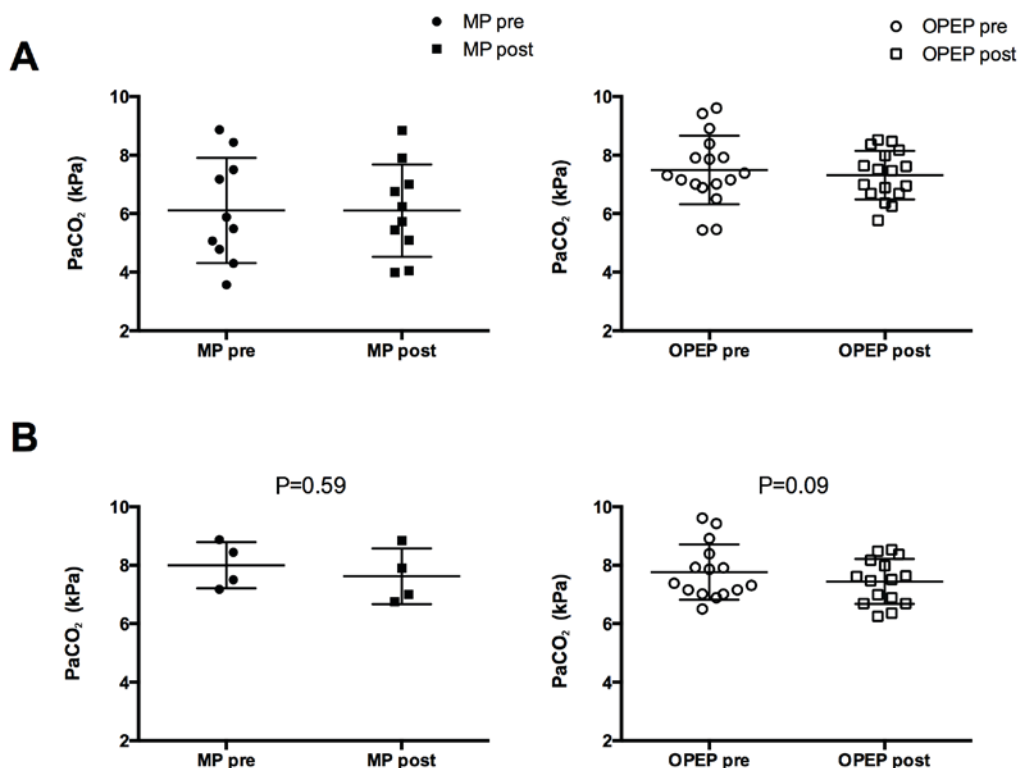 A
MP pre
MP post
OPEP pre
OPEP post
PaCO₂ (kPa)
10
8
6
4
2
MP pre MP post
PaCO₂ (kPa)
10
8
6
4
2
OPEP pre OPEP post
B
P=0.59
PaCO₂ (kPa)
10
8
6
4
2
MP pre MP post
P=0.09
PaCO₂ (kPa)
10
8
6
4
2
OPEP pre OPEP post